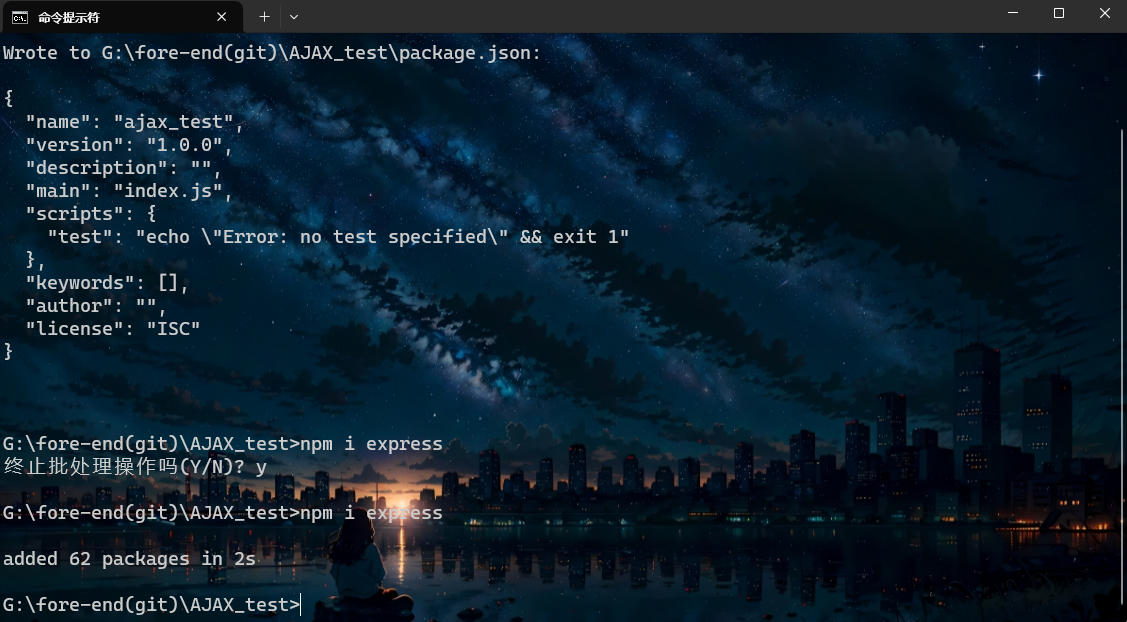 命令提示符
Wrote to G:\fore-end(git)\AJAX_test\package.json:
{
  "name": "ajax_test",
  "version": "1.0.0",
  "description": "",
  "main": "index.js",
  "scripts": {
    "test": "echo \"Error: no test specified\" && exit 1"
  },
  "keywords": [],
  "author": "",
  "license": "ISC"
}
G:\fore-end(git)\AJAX_test>npm i express
终止批处理操作吗(Y/N)? y
G:\fore-end(git)\AJAX_test>npm i express
added 62 packages in 2s
G:\fore-end(git)\AJAX_test>